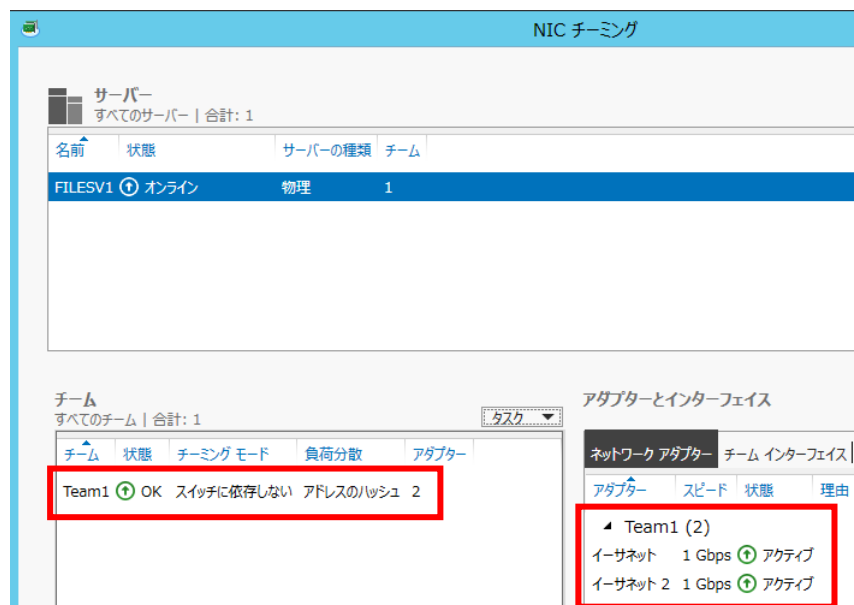 NIC チーミング
サーバー
すべてのサーバー | 合計: 1
名前 状態 サーバーの種類 チーム
FILESV1 オンライン 物理 1
チーム
すべてのチーム | 合計: 1
タスク
チーム 状態 チーミング モード 負荷分散 アダプター
Team1 OK スイッチに依存しない アドレスのハッシュ 2
アダプターとインターフェイス
ネットワーク アダプター チーム インターフェイス
アダプター スピード 状態 理由
Team1 (2)
イーサネット 1 Gbps アクティブ
イーサネット 2 1 Gbps アクティブ